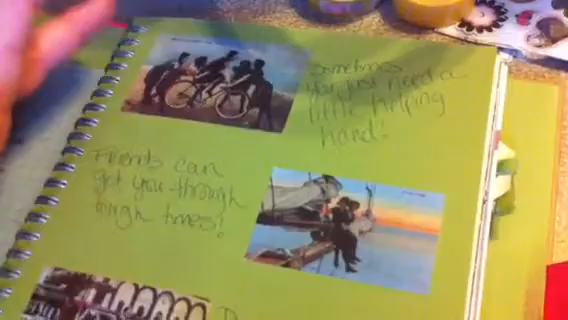 Sometimes
you just need a
little helping
hand!
Friends can
get you through
tough times!